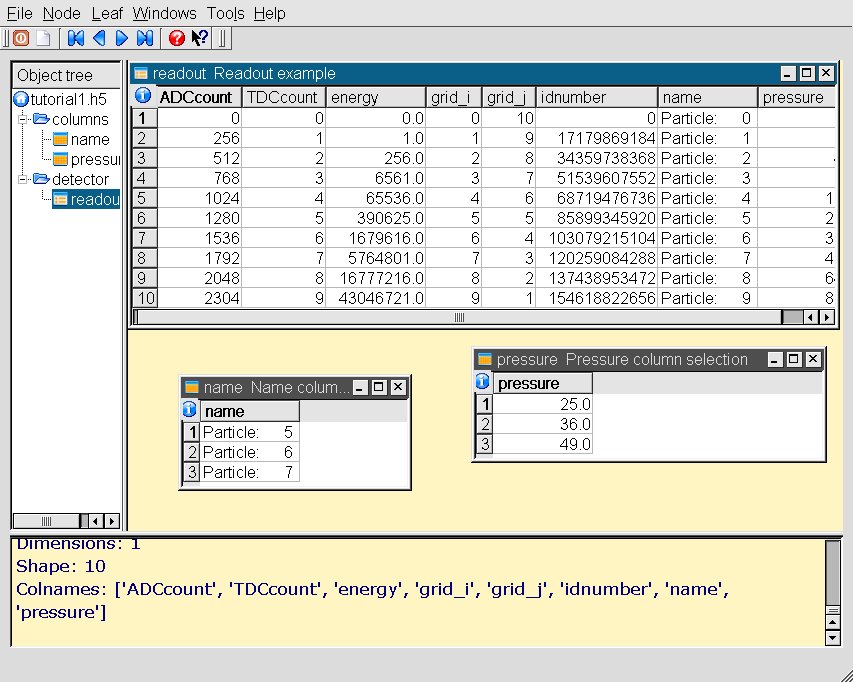 File Node Leaf Windows Tools Help
Object tree
tutorial1.h5
columns
name
pressu
detector
readou
readout Readout example
ADCcount TDCcount energy grid_i grid_j idnumber name pressure
1 0 0 0.0 0 10 0 Particle: 0
2 256 1 1.0 1 9 17179869184 Particle: 1
3 512 2 256.0 2 8 34359738368 Particle: 2
4 768 3 6561.0 3 7 51539607552 Particle: 3
5 1024 4 65536.0 4 6 68719476736 Particle: 4 1
6 1280 5 390625.0 5 5 85899345920 Particle: 5 2
7 1536 6 1679616.0 6 4 103079215104 Particle: 6 3
8 1792 7 5764801.0 7 3 120259084288 Particle: 7 4
9 2048 8 16777216.0 8 2 137438953472 Particle: 8 6
10 2304 9 43046721.0 9 1 154618822656 Particle: 9 8
name Name colum...
name
1 Particle: 5
2 Particle: 6
3 Particle: 7
pressure Pressure column selection
pressure
1 25.0
2 36.0
3 49.0
Dimensions: 1
Shape: 10
Colnames: ['ADCcount', 'TDCcount', 'energy', 'grid_i', 'grid_j', 'idnumber', 'name',
'pressure']